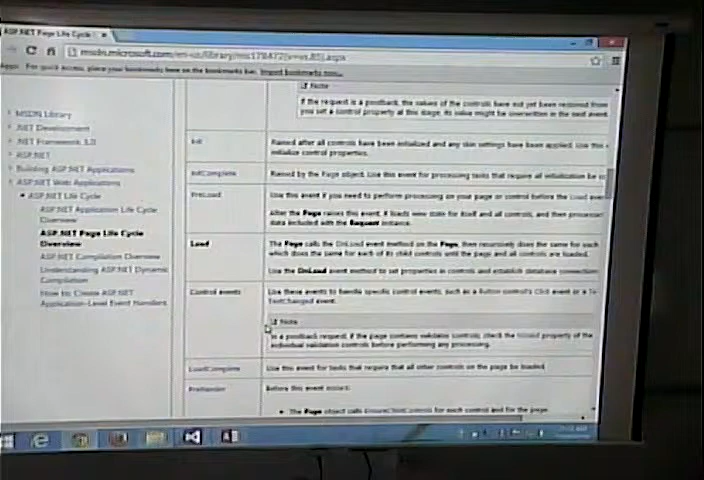 ASP.NET Page Life Cycle
Apps For quick access, place your bookmarks here on the bookmarks bar. Import bookmarks now...
MSDN Library
.NET Development
ASP.NET
Building ASP.NET Applications
ASP.NET Web Applications
ASP.NET Life Cycle
ASP.NET Application Life Cycle
Overview
ASP.NET Page Life Cycle
Overview
ASP.NET Compilation Overview
Understanding ASP.NET Dynamic
Compilation
How to: Create ASP.NET
Application-Level Event Handlers
Note
If the request is a postback, the values of the controls have not yet been restored from
you set a control property at this stage, its value might be overwritten in the next event.
Init
Raised after all controls have been initialized and any skin settings have been applied. Use this
initialize control properties.
InitComplete
Raised by the Page object. Use this event for processing tasks that require all initialization be
PreLoad
Use this event if you need to perform processing on your page or control before the Load
After the Page raises this event, it loads view state for itself and all controls, and then processes
data included with the Request instance.
Load
The Page calls the OnLoad event method on the Page, then recursively does the same for each
which does the same for each of its child controls until the page and all controls are loaded.
Use the OnLoad event method to set properties in controls and establish database connections
Control events
Use these events to handle specific control events, such as a Button control's Click event or a
TextChanged event.
Note
In a postback request, if the page contains validator controls, check the IsValid property of the
individual validation controls before performing any processing.
LoadComplete
Use this event for tasks that require that all other controls on the page be loaded.
PreRender
Before this event occurs:
The Page object calls EnsureChildControls for each control and for the page.